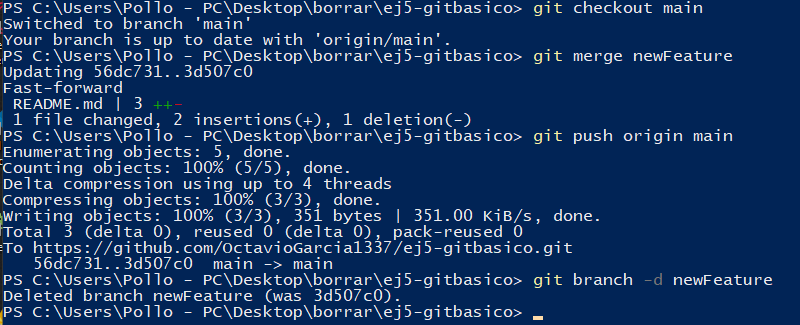 PS C:\Users\Pollo - PC\Desktop\borrar\ej5-gitbasico> git checkout main
Switched to branch 'main'
Your branch is up to date with 'origin/main'.
PS C:\Users\Pollo - PC\Desktop\borrar\ej5-gitbasico> git merge newFeature
Updating 56dc731..3d507c0
Fast-forward
 README.md | 3 ++-
 1 file changed, 2 insertions(+), 1 deletion(-)
PS C:\Users\Pollo - PC\Desktop\borrar\ej5-gitbasico> git push origin main
Enumerating objects: 5, done.
Counting objects: 100% (5/5), done.
Delta compression using up to 4 threads
Compressing objects: 100% (3/3), done.
Writing objects: 100% (3/3), 351 bytes | 351.00 KiB/s, done.
Total 3 (delta 0), reused 0 (delta 0), pack-reused 0
To https://github.com/OctavioGarcia1337/ej5-gitbasico.git
   56dc731..3d507c0  main -> main
PS C:\Users\Pollo - PC\Desktop\borrar\ej5-gitbasico> git branch -d newFeature
Deleted branch newFeature (was 3d507c0).
PS C:\Users\Pollo - PC\Desktop\borrar\ej5-gitbasico>